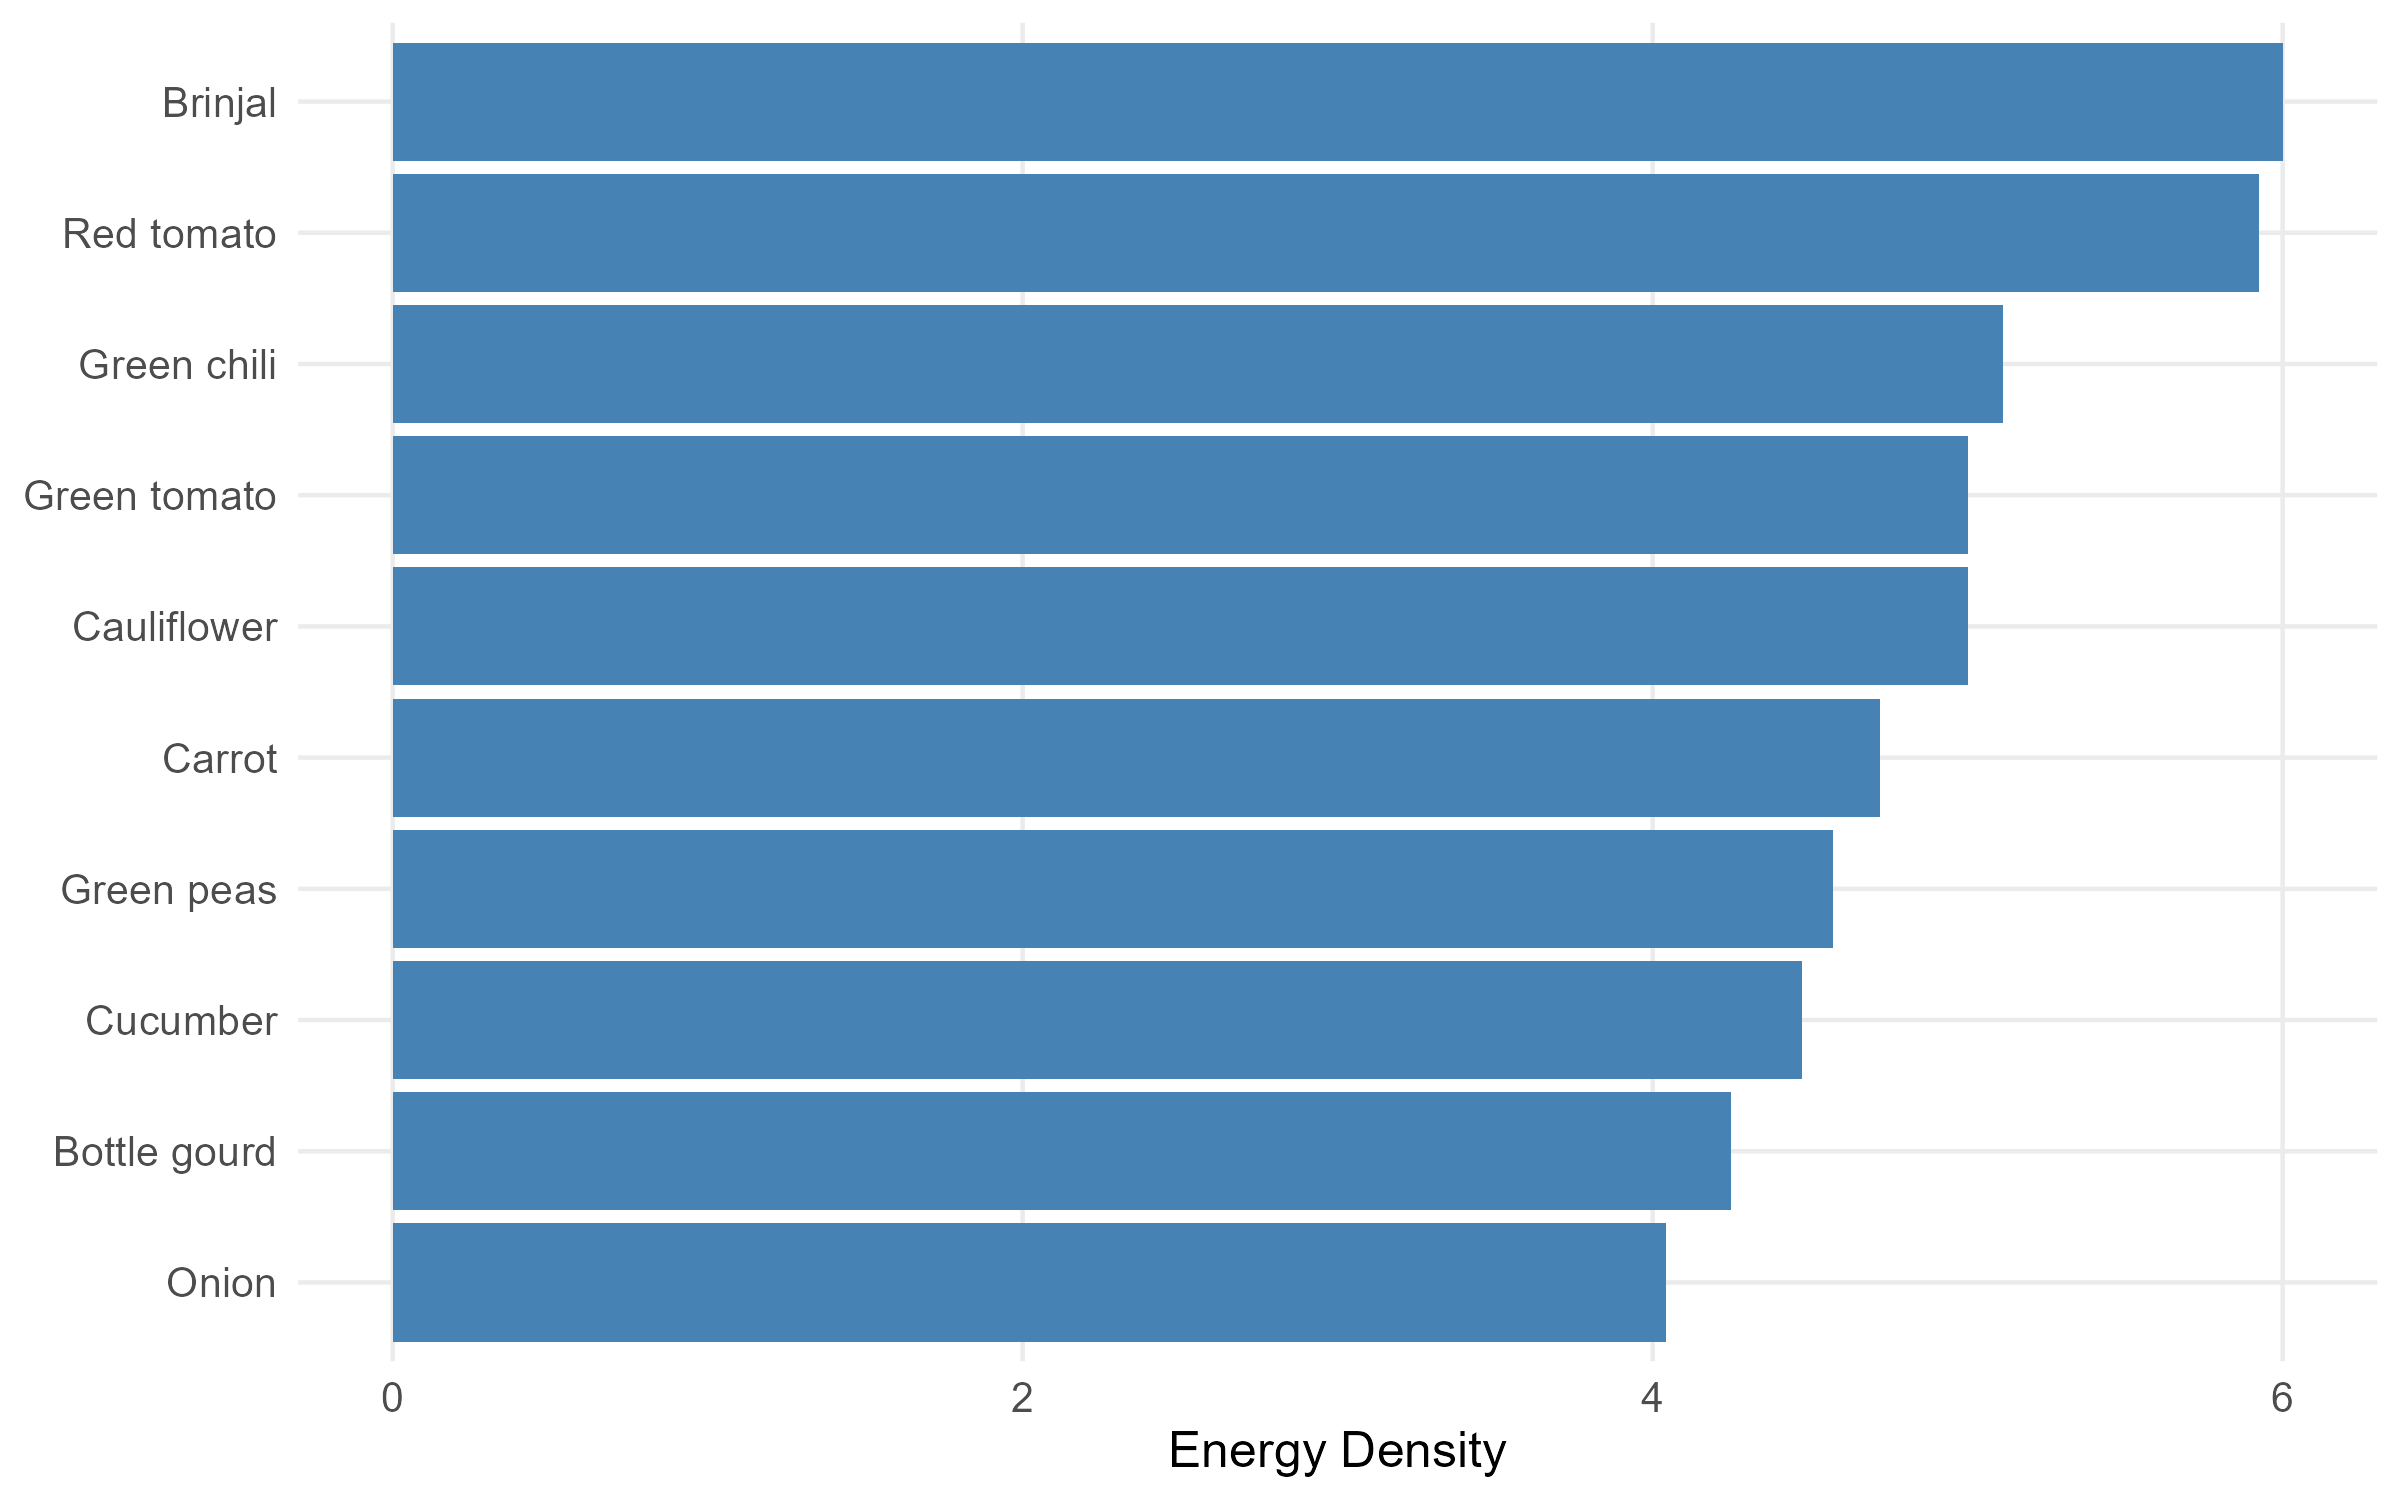 Brinjal
Red tomato
Green chili
Green tomato
Cauliflower
Carrot
Green peas
Cucumber
Bottle gourd
Onion
0 2 4 6
Energy Density